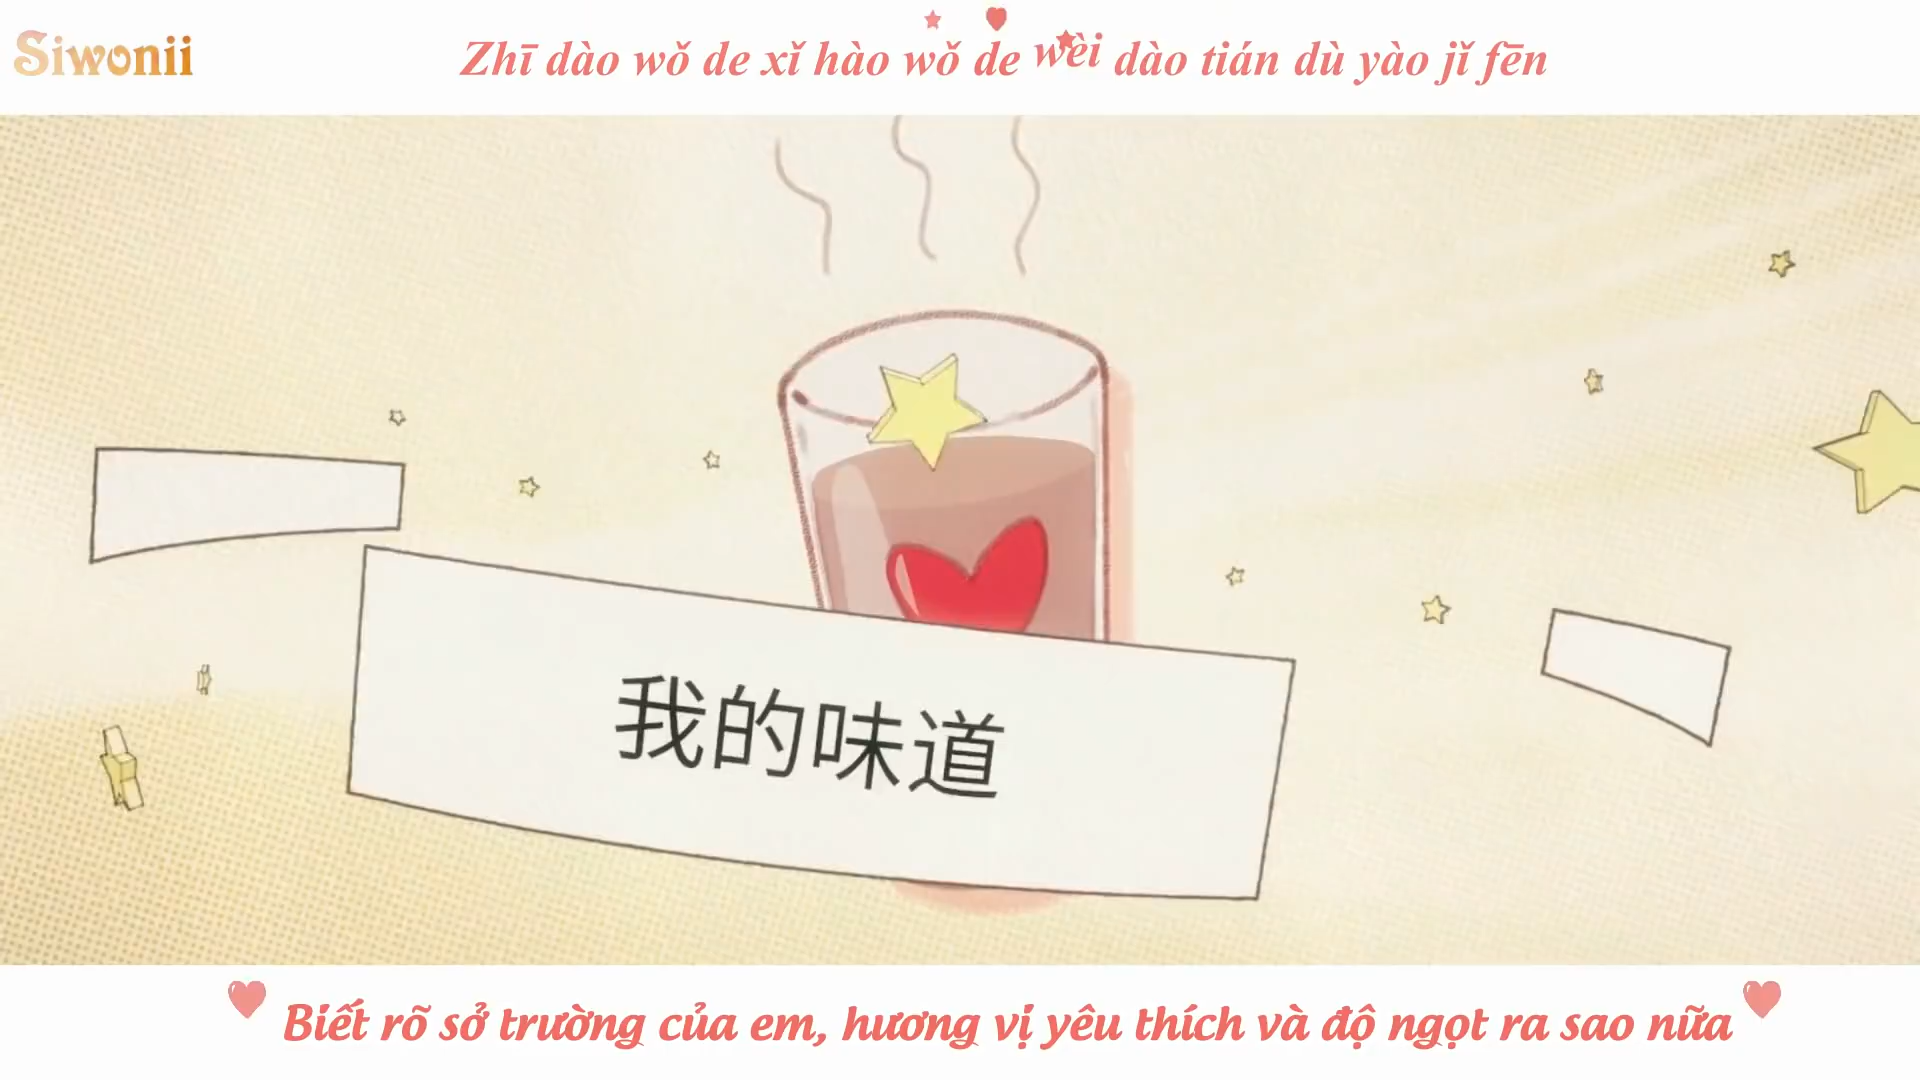 Siwonii
Zhī dào wǒ de xǐ hào wǒ de wèi dào tián dù yào jǐ fēn
我的味道
Biết rõ sở trường của em, hương vị yêu thích và độ ngọt ra sao nữa